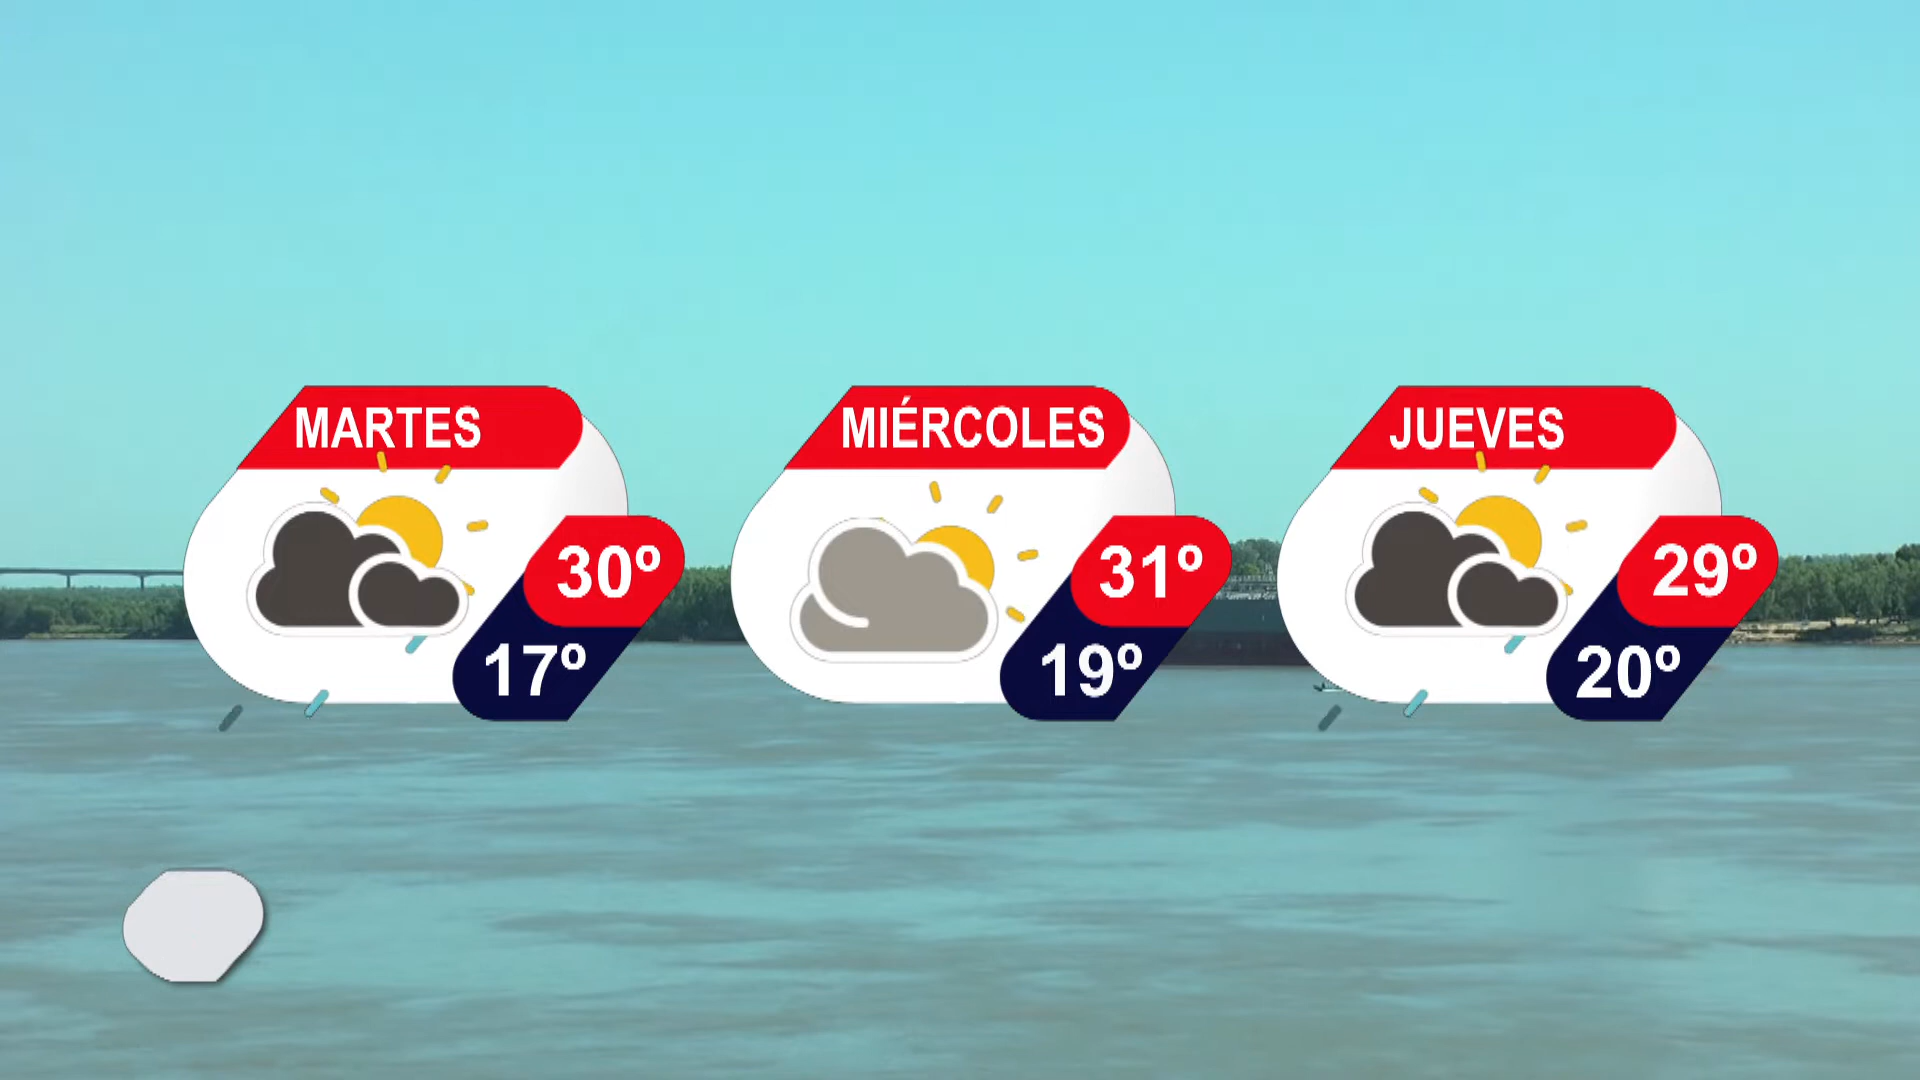 MARTES
30º
17º
MIÉRCOLES
31º
19º
JUEVES
29º
20º